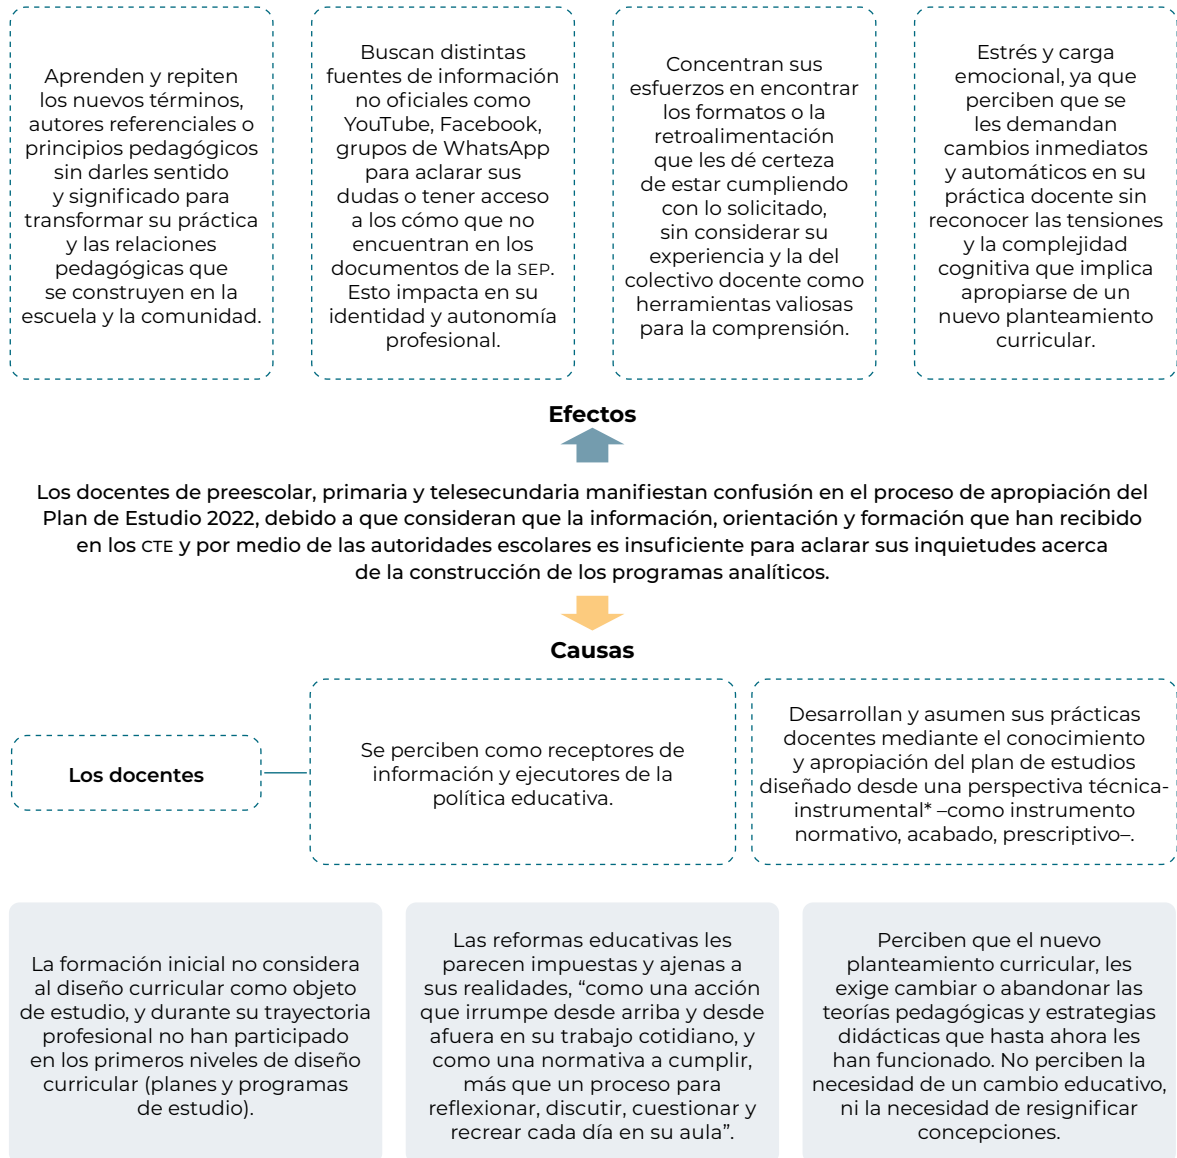 Aprenden y repiten
los nuevos términos,
autores referenciales o
principios pedagógicos
sin darles sentido
y significado para
transformar su práctica
y las relaciones
pedagógicas que
se construyen en la
escuela y la comunidad.
Buscan distintas
fuentes de información
no oficiales como
YouTube, Facebook,
grupos de WhatsApp
para aclarar sus
dudas o tener acceso
a los cómo que no
encuentran en los
documentos de la SEP.
Esto impacta en su
identidad y autonomía
profesional.
Concentran sus
esfuerzos en encontrar
los formatos o la
retroalimentación
que les dé certeza
de estar cumpliendo
con lo solicitado,
sin considerar su
experiencia y la del
colectivo docente como
herramientas valiosas
para la comprensión.
Estrés y carga
emocional, ya que
perciben que se
les demandan
cambios inmediatos
y automáticos en su
práctica docente sin
reconocer las tensiones
y la complejidad
cognitiva que implica
apropiarse de un
nuevo planteamiento
curricular.
Efectos
Los docentes de preescolar, primaria y telesecundaria manifiestan confusión en el proceso de apropiación del
Plan de Estudio 2022, debido a que consideran que la información, orientación y formación que han recibido
en los CTE y por medio de las autoridades escolares es insuficiente para aclarar sus inquietudes acerca
de la construcción de los programas analíticos.
Causas
Los docentes
Se perciben como receptores de
información y ejecutores de la
política educativa.
Desarrollan y asumen sus prácticas
docentes mediante el conocimiento
y apropiación del plan de estudios
diseñado desde una perspectiva técnica-
instrumental* –como instrumento
normativo, acabado, prescriptivo–.
La formación inicial no considera
al diseño curricular como objeto
de estudio, y durante su trayectoria
profesional no han participado
en los primeros niveles de diseño
curricular (planes y programas
de estudio).
Las reformas educativas les
parecen impuestas y ajenas a
sus realidades, “como una acción
que irrumpe desde arriba y desde
afuera en su trabajo cotidiano, y
como una normativa a cumplir,
más que un proceso para
reflexionar, discutir, cuestionar y
recrear cada día en su aula”.
Perciben que el nuevo
planteamiento curricular, les
exige cambiar o abandonar las
teorías pedagógicas y estrategias
didácticas que hasta ahora les
han funcionado. No perciben la
necesidad de un cambio educativo,
ni la necesidad de resignificar
concepciones.